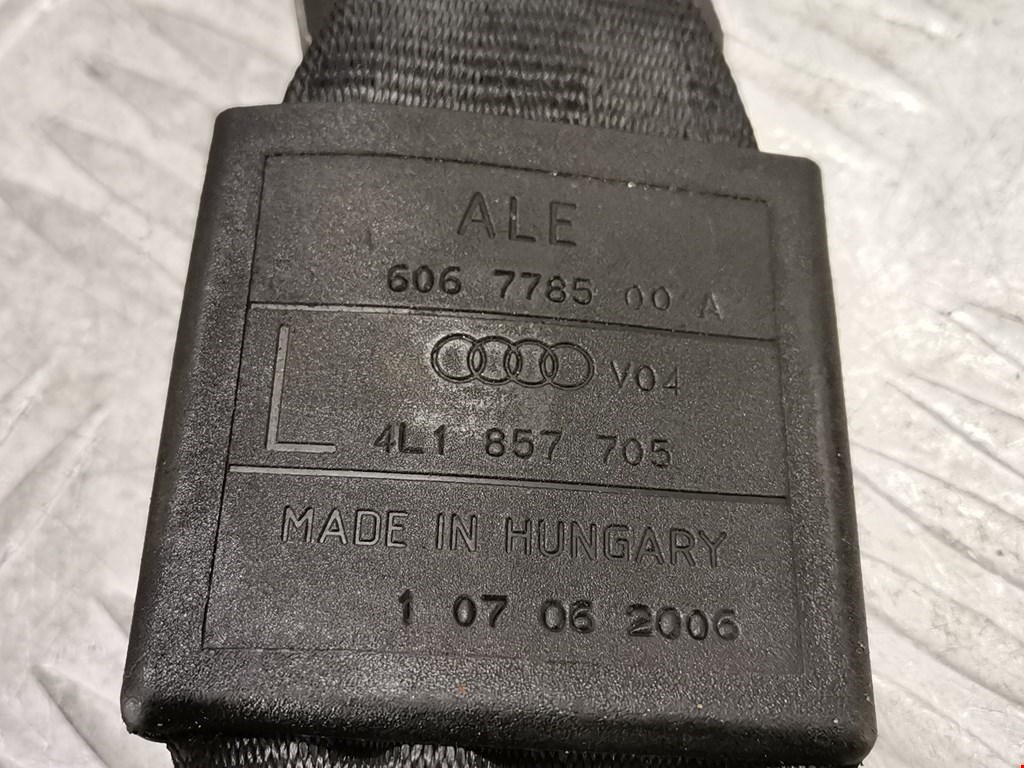 ALE
606 7785 00 A
V04
L 4L1 857 705
MADE IN HUNGARY
1 07 06 2006